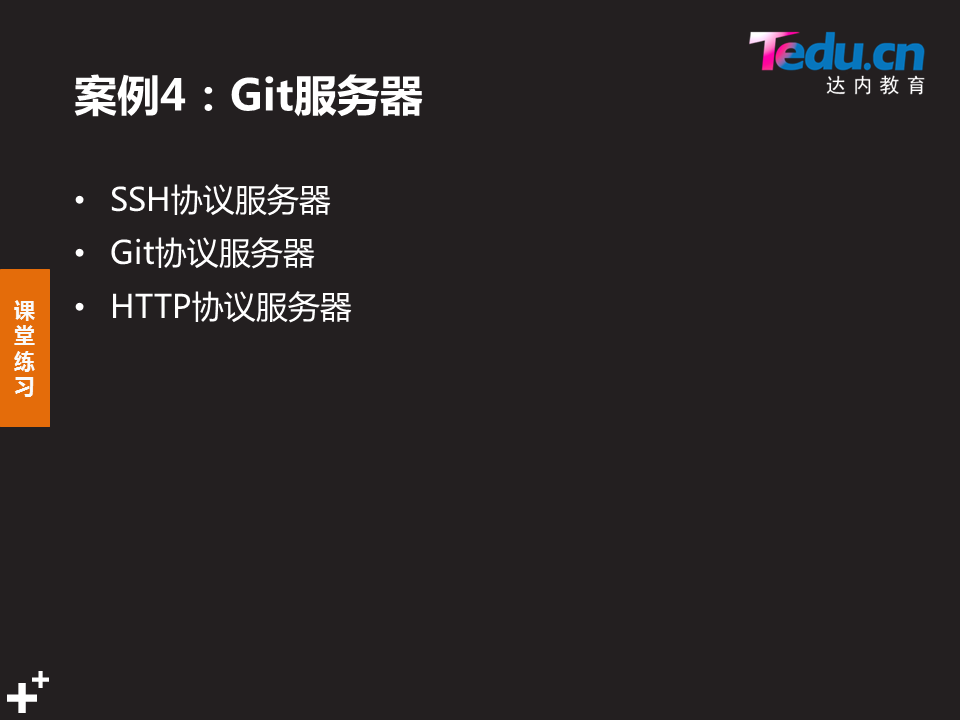 Tedu.cn
达内教育
案例4：Git服务器
• SSH协议服务器
• Git协议服务器
• HTTP协议服务器
课
堂
练
习